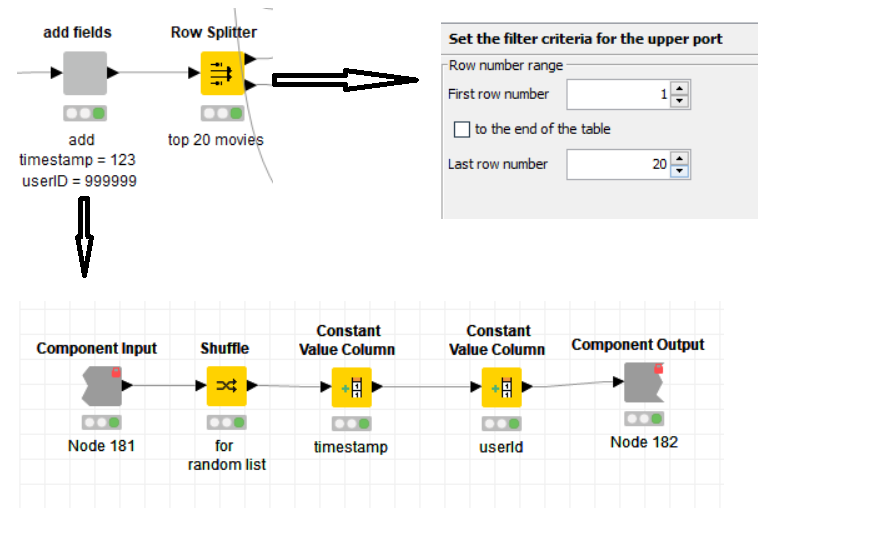 add fields
Row Splitter
add
timestamp = 123
userID = 999999
top 20 movies
Set the filter criteria for the upper port
Row number range
First row number
1
to the end of the table
Last row number
20
Component Input
Shuffle
Constant
Value Column
Constant
Value Column
Component Output
Node 181
for
random list
timestamp
userId
Node 182